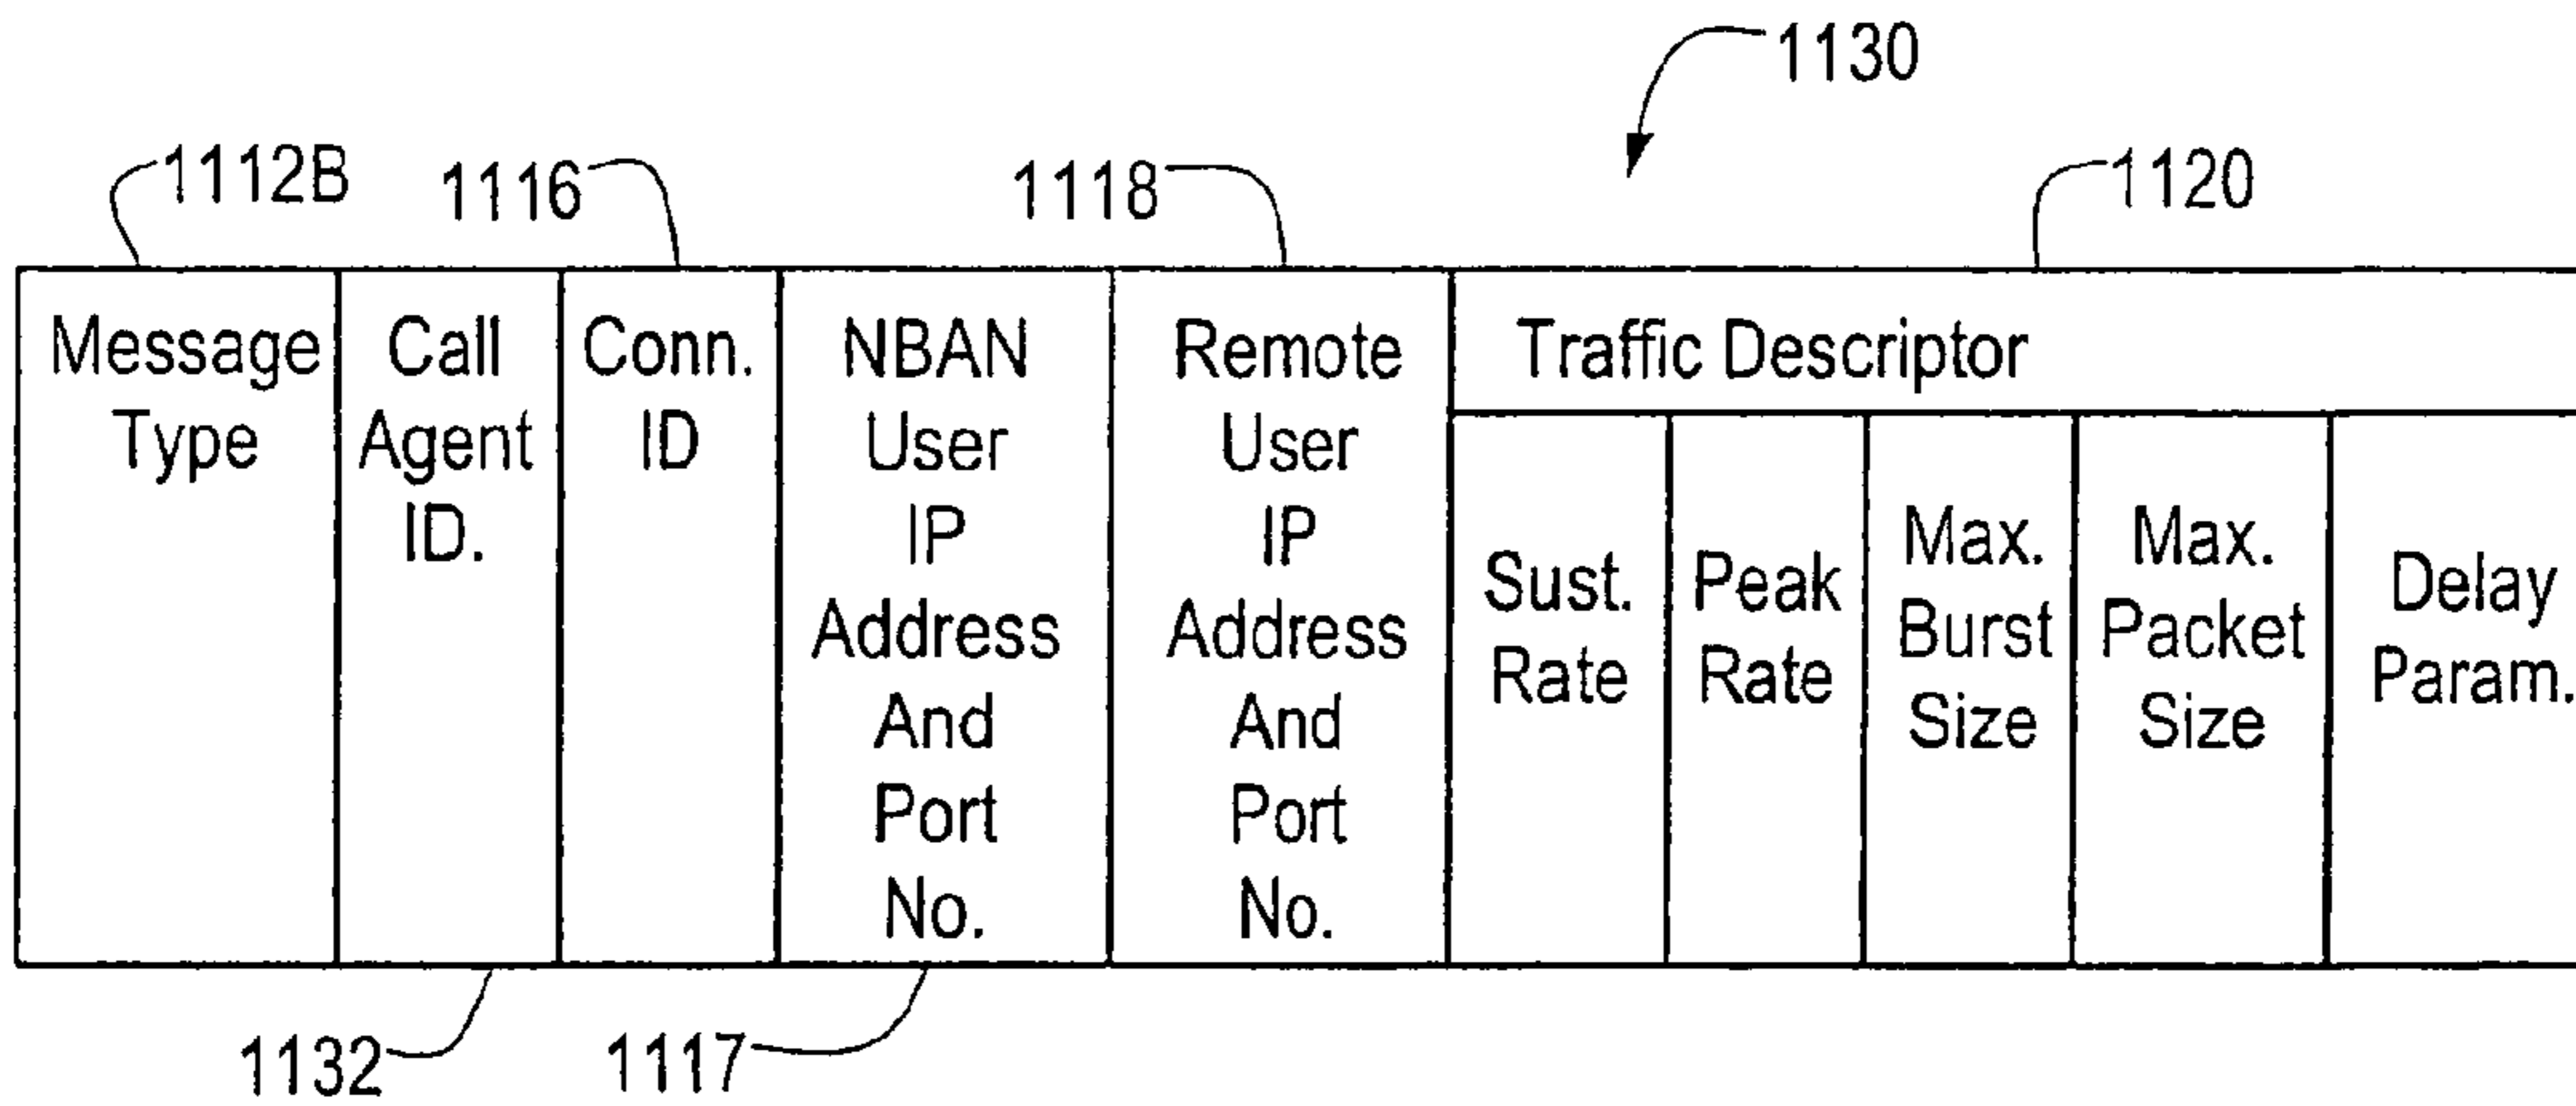 1130
1112B
1116
1118
1120
Message
Type
Call
Agent
ID.
Conn.
ID
NBAN
User
IP
Address
And
Port
No.
Remote
User
IP
Address
And
Port
No.
Traffic Descriptor
Sust.
Rate
Peak
Rate
Max.
Burst
Size
Max.
Packet
Size
Delay
Param.
1132
1117